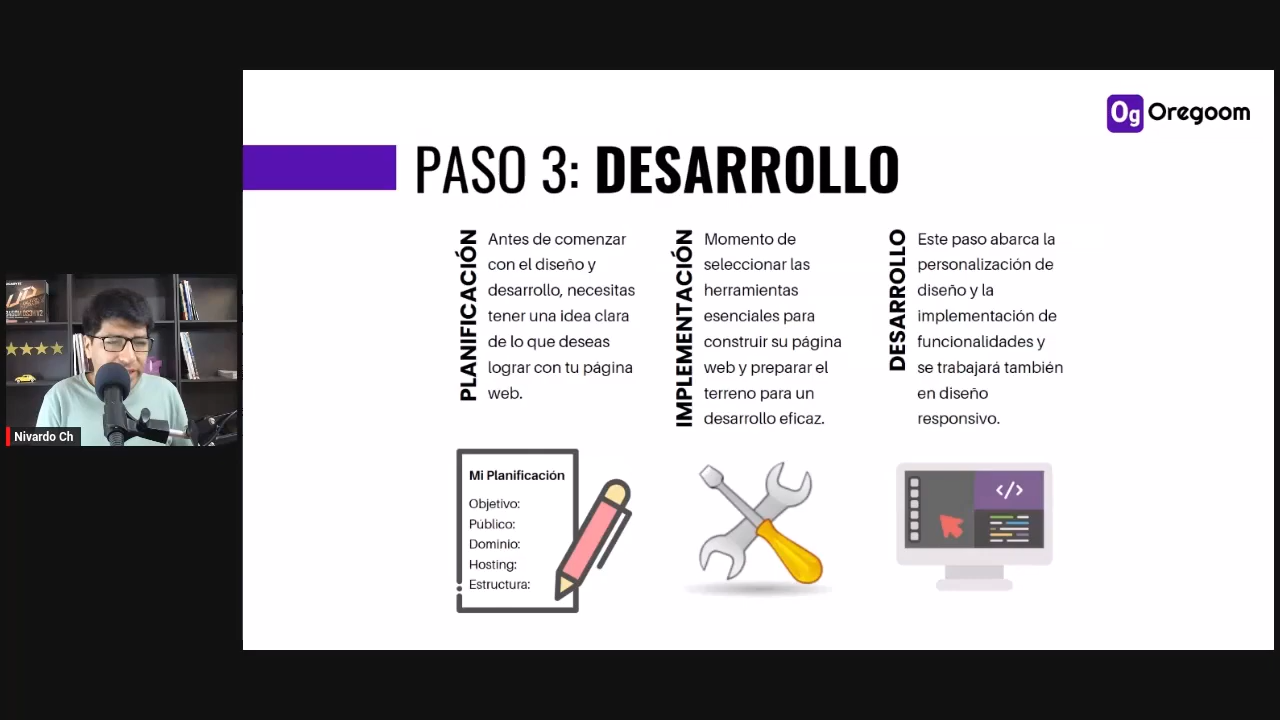 Og Oregoom
PASO 3: DESARROLLO
PLANIFICACIÓN
Antes de comenzar
con el diseño y
desarrollo, necesitas
tener una idea clara
de lo que deseas
lograr con tu página
web.
IMPLEMENTACIÓN
Momento de
seleccionar las
herramientas
esenciales para
construir su página
web y preparar el
terreno para un
desarrollo eficaz.
DESARROLLO
Este paso abarca la
personalización de
diseño y la
implementación de
funcionalidades y
se trabajará también
en diseño
responsivo.
Mi Planificación
Objetivo:
Público:
Dominio:
Hosting:
Estructura:
</>
Nivardo Ch